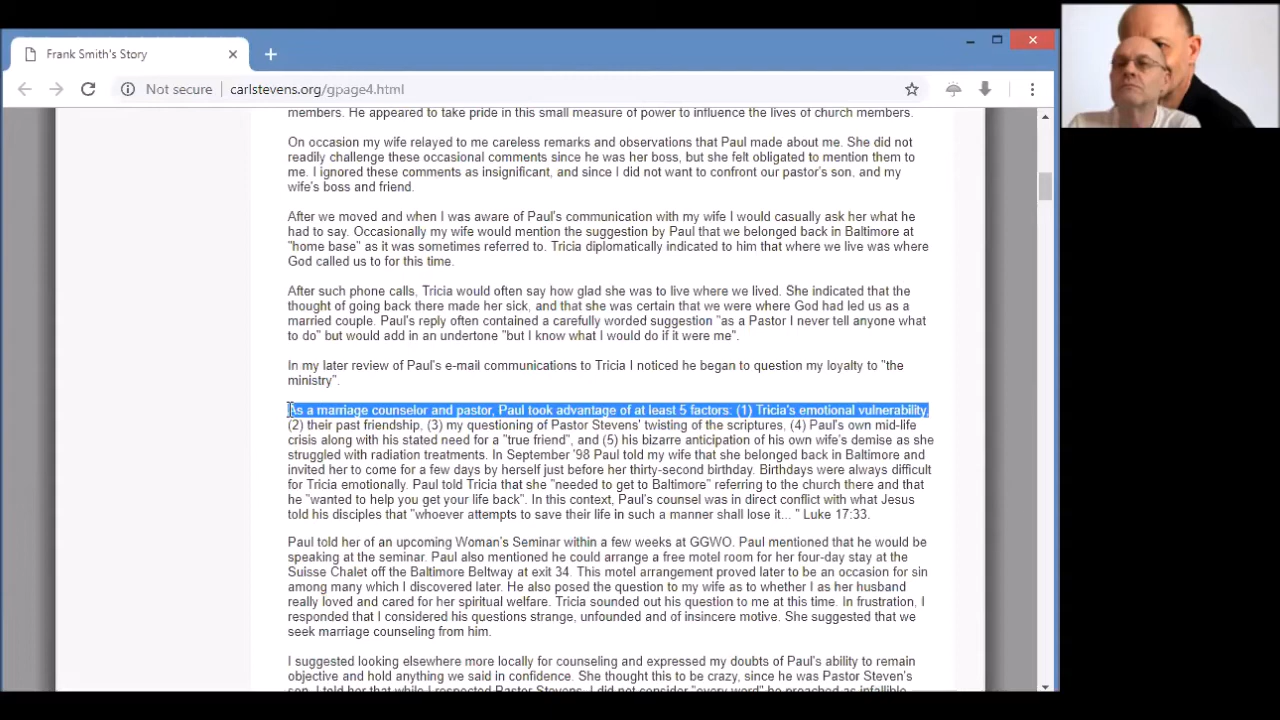 Frank Smith's Story
Not secure
carlstevens.org/gpage4.html
members. He appeared to take pride in this small measure of power to influence the lives of church members.
On occasion my wife relayed to me careless remarks and observations that Paul made about me. She did not
readily challenge these occasional comments since he was her boss, but she felt obligated to mention them to
me. I ignored these comments as insignificant, and since I did not want to confront our pastor's son, and my
wife's boss and friend.
After we moved and when I was aware of Paul's communication with my wife I would casually ask her what he
had to say. Occasionally my wife would mention the suggestion by Paul that we belonged back in Baltimore at
"home base" as it was sometimes referred to. Tricia diplomatically indicated to him that where we live was where
God called us to for this time.
After such phone calls, Tricia would often say how glad she was to live where we lived. She indicated that the
thought of going back there made her sick, and that she was certain that we were where God had led us as a
married couple. Paul's reply often contained a carefully worded suggestion "as a Pastor I never tell anyone what
to do" but would add in an undertone "but I know what I would do if it were me".
In my later review of Paul's e-mail communications to Tricia I noticed he began to question my loyalty to "the
ministry".
As a marriage counselor and pastor, Paul took advantage of at least 5 factors: (1) Tricia's emotional vulnerability,
(2) their past friendship, (3) my questioning of Pastor Stevens' twisting of the scriptures, (4) Paul's own mid-life
crisis along with his stated need for a "true friend", and (5) his bizarre anticipation of his own wife's demise as she
struggled with radiation treatments. In September '98 Paul told my wife that she belonged back in Baltimore and
invited her to come for a few days by herself just before her thirty-second birthday. Birthdays were always difficult
for Tricia emotionally. Paul told Tricia that she "needed to get to Baltimore" referring to the church there and that
he "wanted to help you get your life back". In this context, Paul's counsel was in direct conflict with what Jesus
told his disciples that "whoever attempts to save their life in such a manner shall lose it... " Luke 17:33.
Paul told her of an upcoming Woman's Seminar within a few weeks at GGWO. Paul mentioned that he would be
speaking at the seminar. Paul also mentioned he could arrange a free motel room for her four-day stay at the
Suisse Chalet off the Baltimore Beltway at exit 34. This motel arrangement proved later to be an occasion for sin
among many which I discovered later. He also posed the question to my wife as to whether I as her husband
really loved and cared for her spiritual welfare. Tricia sounded out his question to me at this time. In frustration, I
responded that I considered his questions strange, unfounded and of insincere motive. She suggested that we
seek marriage counseling from him.
I suggested looking elsewhere more locally for counseling and expressed my doubts of Paul's ability to remain
objective and hold anything we said in confidence. She thought this to be crazy, since he was Pastor Steven's
son. I told her that while I respected Pastor Stevens, I did not consider "every word" he preached as infallible.